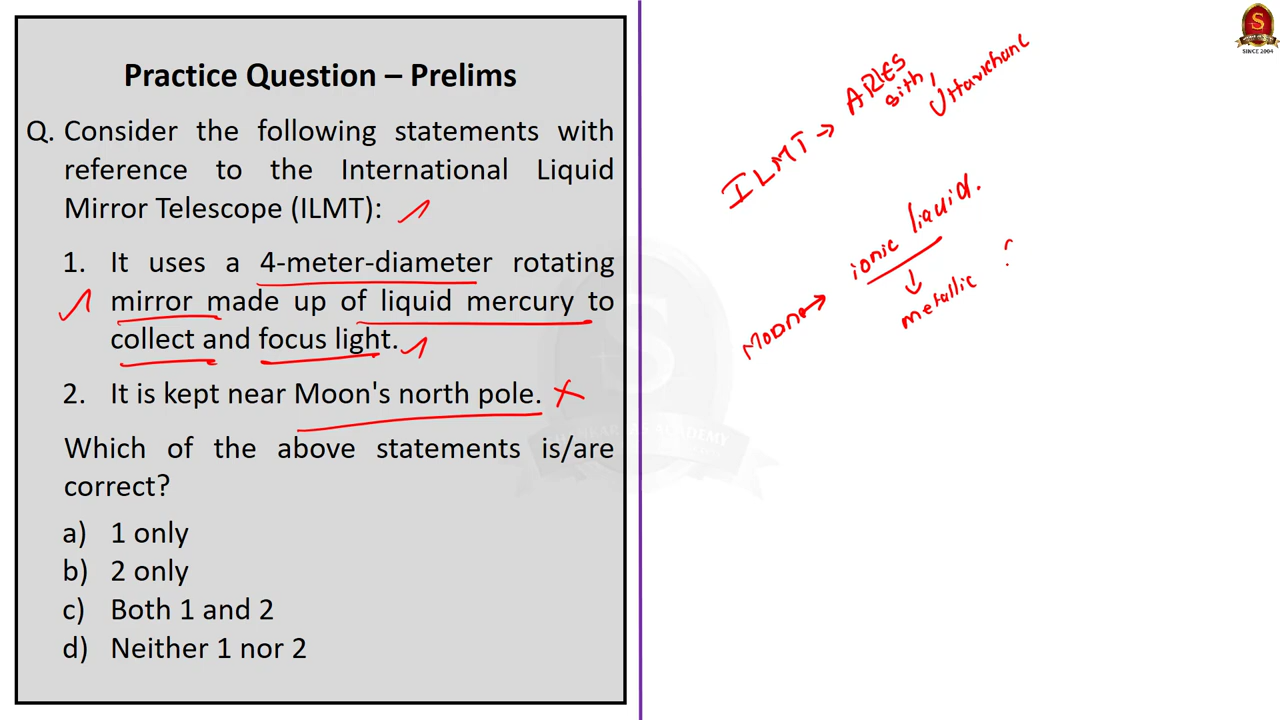 Practice Question – Prelims
Q. Consider the following statements with
reference to the International Liquid
Mirror Telescope (ILMT):
1. It uses a 4-meter-diameter rotating
mirror made up of liquid mercury to
collect and focus light.
2. It is kept near Moon's north pole.
Which of the above statements is/are
correct?
a) 1 only
b) 2 only
c) Both 1 and 2
d) Neither 1 nor 2
ILMT → ARIES
Moon → ionic liquid.
metallic
S
SINCE 2004